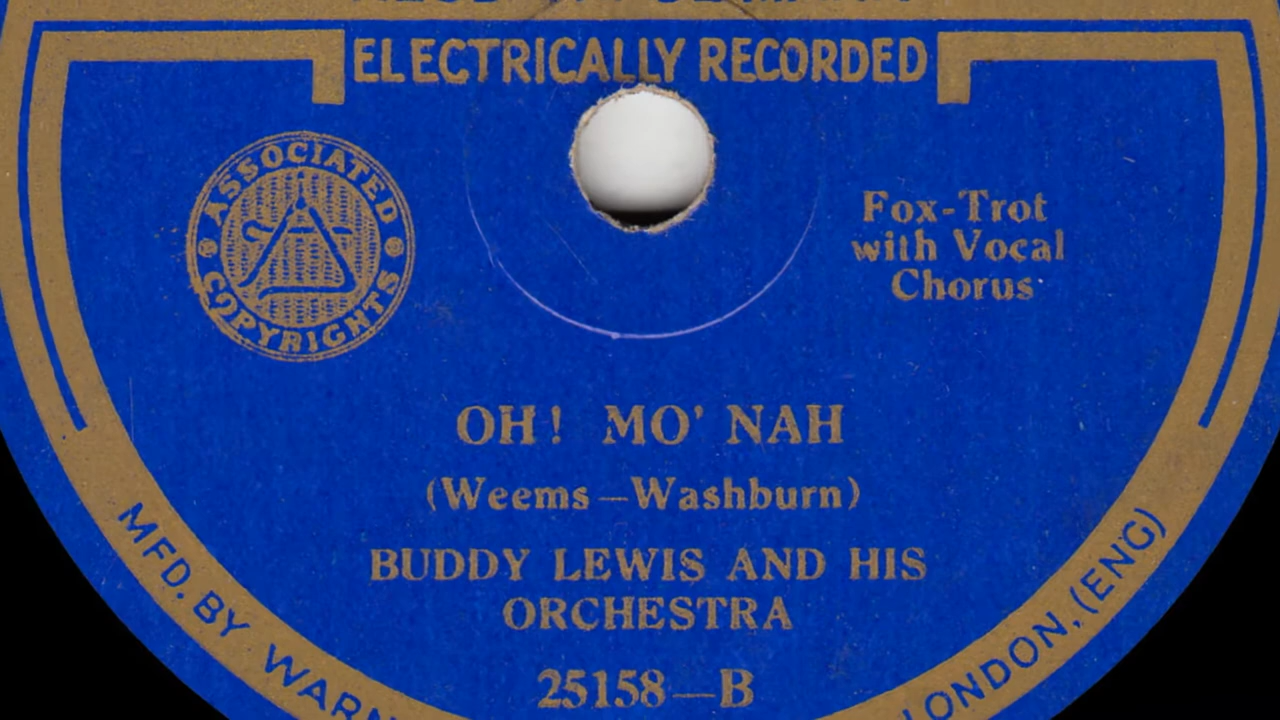 ELECTRICALLY RECORDED
ASSOCIATED
COPYRIGHTS
Fox-Trot
with Vocal
Chorus
OH! MO' NAH
(Weems—Washburn)
BUDDY LEWIS AND HIS
ORCHESTRA
25158—B
MFD. BY WARN
LONDON, (ENG)